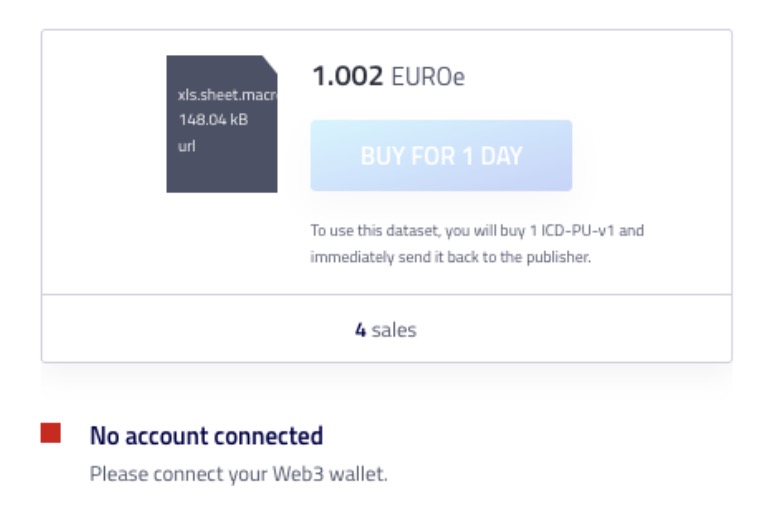 xls.sheet.macr
148.04 kB
url
1.002 EUROe
BUY FOR 1 DAY
To use this dataset, you will buy 1 ICD-PU-v1 and
immediately send it back to the publisher.
4 sales
No account connected
Please connect your Web3 wallet.